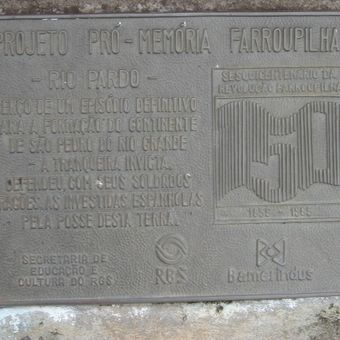 PROJETO PRÓ-MEMÓRIA FARROUPILHA
- RIO PARDO -
BERÇO DE UM EPISÓDIO DEFINITIVO
PARA A FORMAÇÃO DO CONTINENTE
DE SÃO PEDRO DO RIO GRANDE
- A TRANQUEIRA INVICTA.
DEFENDEU COM SEUS SOLDADOS
AS INVESTIDAS ESPANHOLAS
PELA POSSE DESTA TERRA.
SESQUICENTENÁRIO DA
REVOLUÇÃO FARROUPILHA
150
1835 - 1985
SECRETARIA DE
EDUCAÇÃO E
CULTURA DO RGS
RBS
Bamerindus